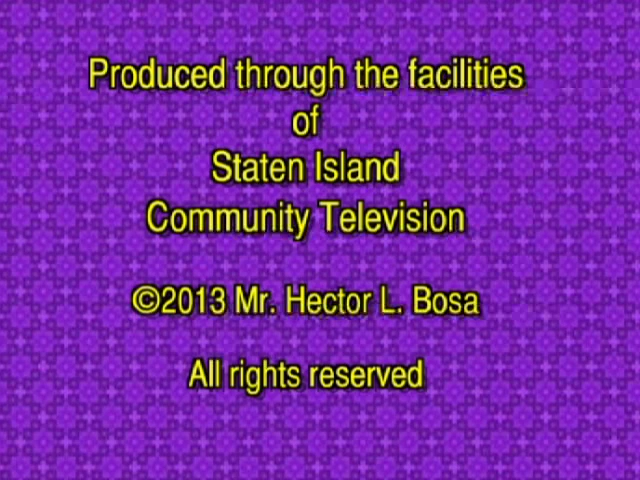 Produced through the facilities
of
Staten Island
Community Television
©2013 Mr. Hector L. Bosa
All rights reserved